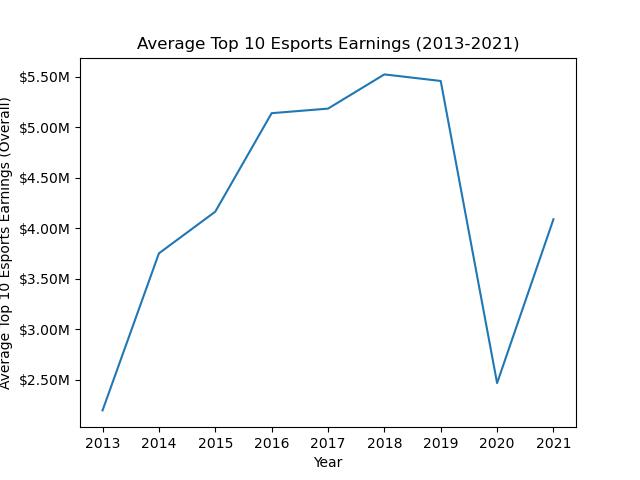 Average Top 10 Esports Earnings (2013-2021)
Average Top 10 Esports Earnings (Overall)
$5.50M
$5.00M
$4.50M
$4.00M
$3.50M
$3.00M
$2.50M
2013 2014 2015 2016 2017 2018 2019 2020 2021
Year